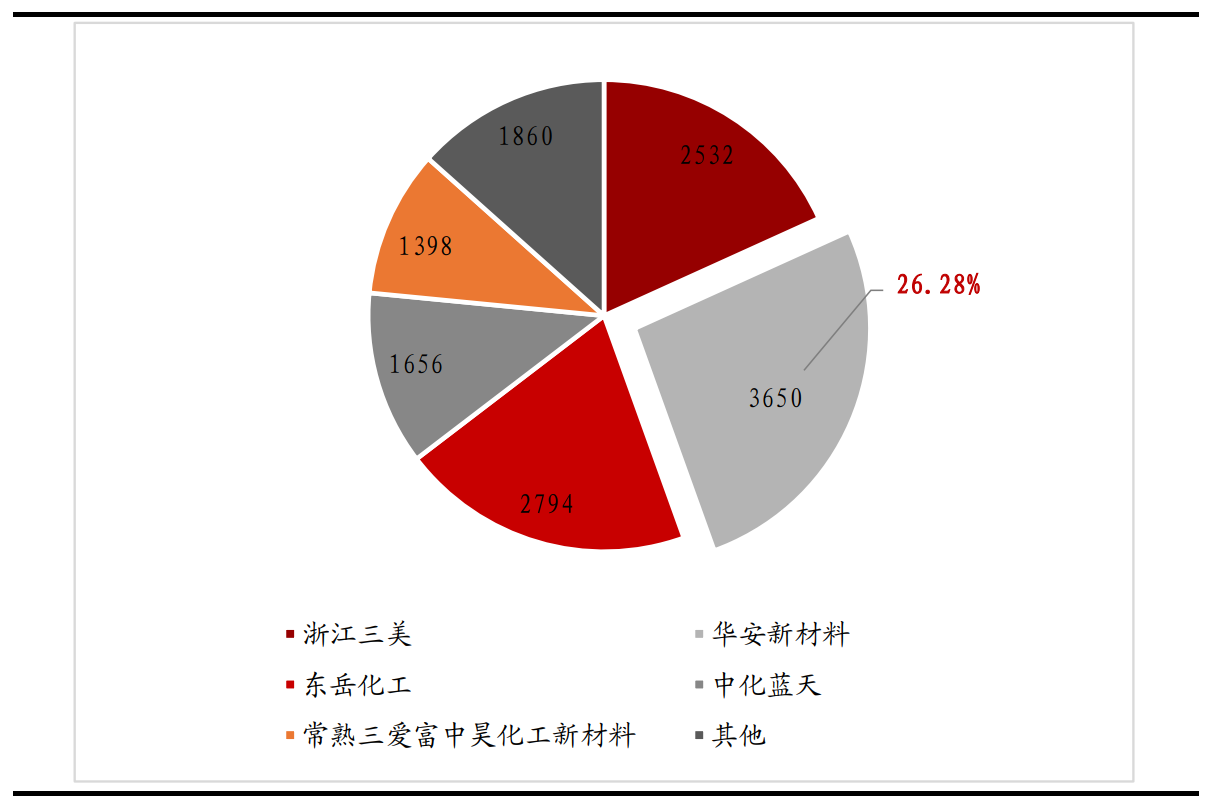 1860
2532
1398
26.28%
1656
3650
2794
浙江三美
华安新材料
东岳化工
中化蓝天
常熟三爱富中昊化工新材料
其他